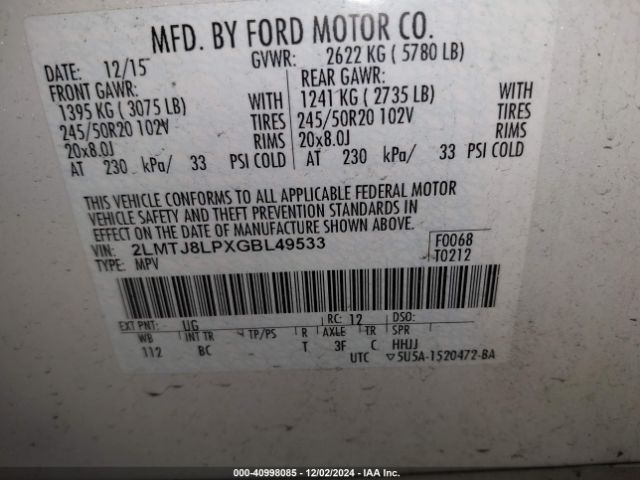 MFD. BY FORD MOTOR CO.
DATE: 12/15 GVWR: 2622 KG ( 5780 LB)
FRONT GAWR: REAR GAWR:
1395 KG ( 3075 LB) WITH 1241 KG ( 2735 LB) WITH
245/50R20 102V TIRES 245/50R20 102V TIRES
20x8.0J RIMS 20x8.0J RIMS
AT 230 kPa/ 33 PSI COLD AT 230 kPa/ 33 PSI COLD
THIS VEHICLE CONFORMS TO ALL APPLICABLE FEDERAL MOTOR
VEHICLE SAFETY AND THEFT PREVENTION STANDARDS IN
EFFECT ON THE DATE OF MANUFACTURE SHOWN ABOVE.
VIN: 2LMTJ8LPXGBL49533 F0068
TYPE: MPV T0212
EXT PNT: UG RC: 12 DSO:
WB INT TR TP/PS R AXLE TR SPR
112 BC T 3F C HHJJ
UTC 5U5A-1520472-BA
000-40998085 - 12/02/2024 - IAA Inc.